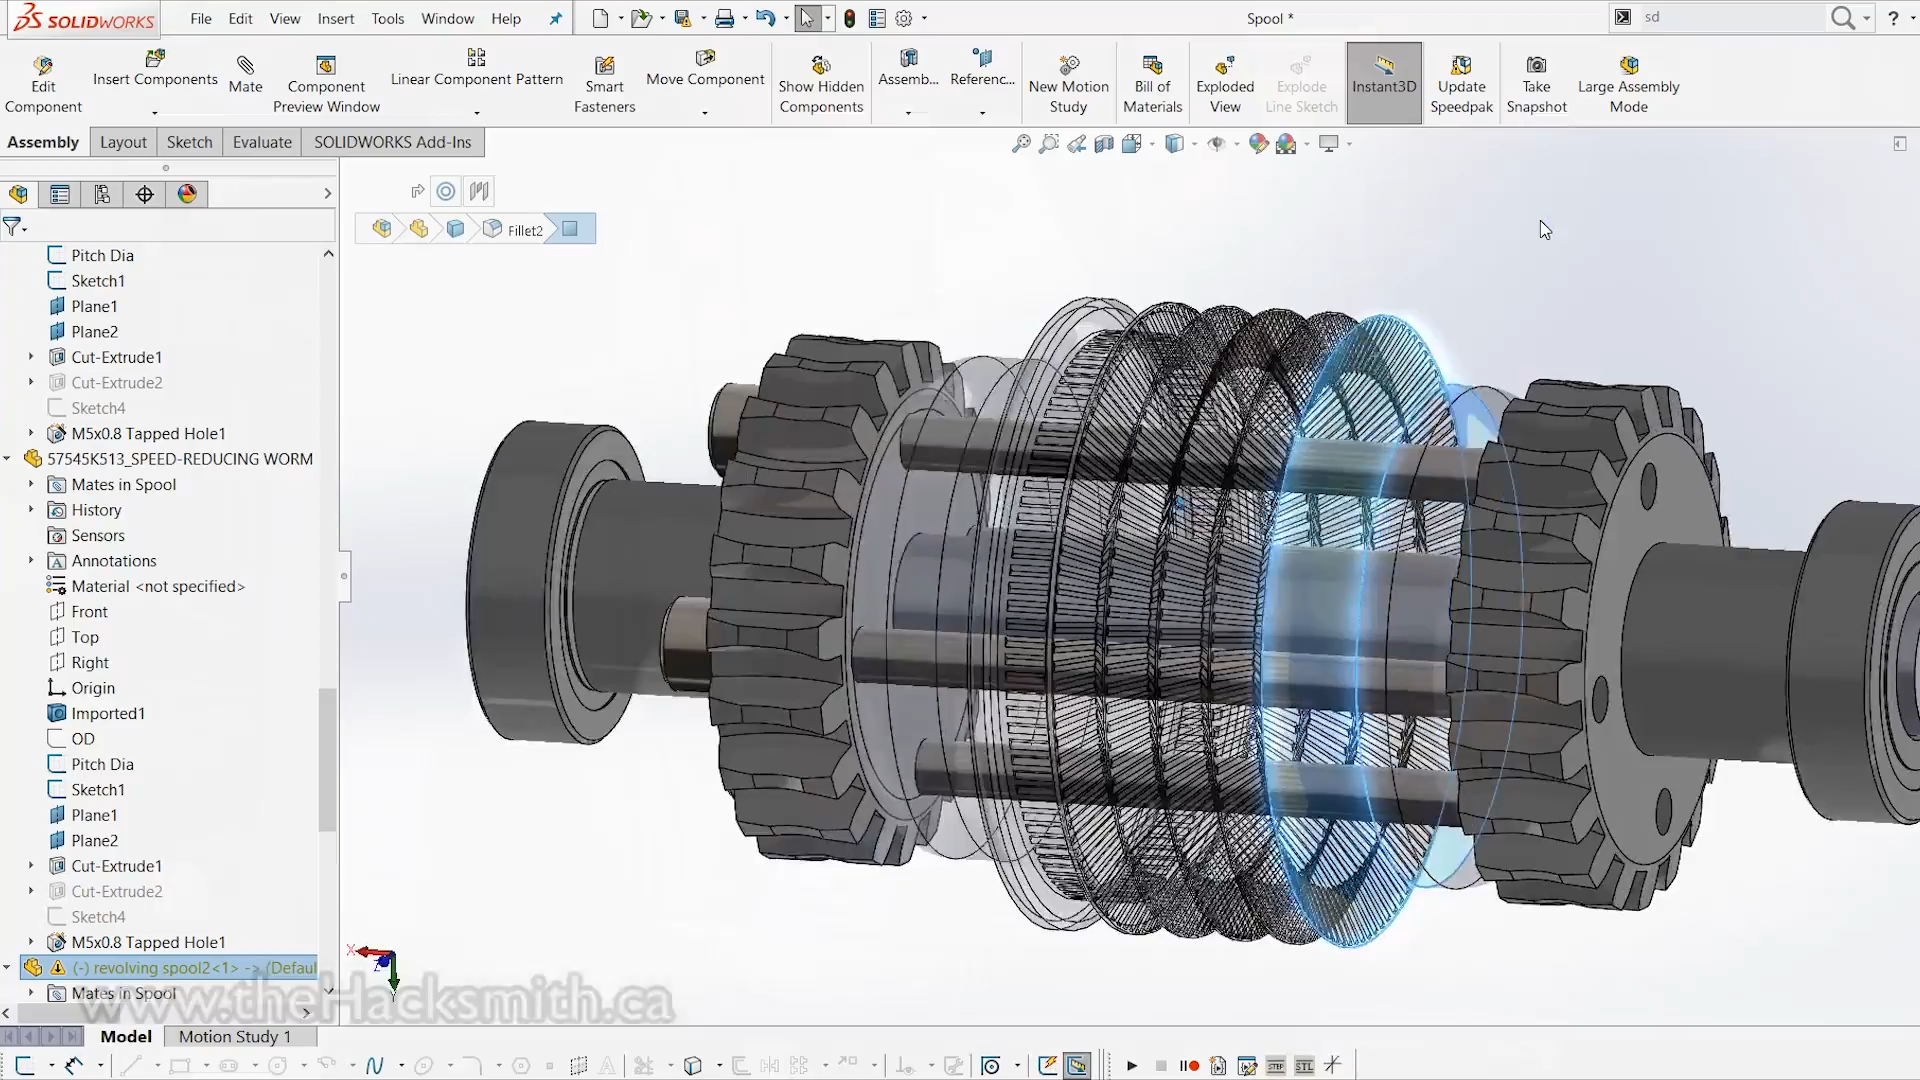 SOLIDWORKS File Edit View Insert Tools Window Help Spool * sd ?
Edit Component
Insert Components
Mate
Component Preview Window
Linear Component Pattern
Smart Fasteners
Move Component
Show Hidden Components
Assemb...
Referenc...
New Motion Study
Bill of Materials
Exploded View
Explode Line Sketch
Instant3D
Update Speedpak
Take Snapshot
Large Assembly Mode
Assembly Layout Sketch Evaluate SOLIDWORKS Add-Ins
Fillet2
Pitch Dia
Sketch1
Plane1
Plane2
Cut-Extrude1
Cut-Extrude2
Sketch4
M5x0.8 Tapped Hole1
57545K513_SPEED-REDUCING WORM
Mates in Spool
History
Sensors
Annotations
Material <not specified>
Front
Top
Right
Origin
Imported1
OD
Pitch Dia
Sketch1
Plane1
Plane2
Cut-Extrude1
Cut-Extrude2
Sketch4
M5x0.8 Tapped Hole1
(-) revolving spool2<1> -> (Defaul
Mates in Spool
X
Z
Y
www.theHacksmith.ca
Model Motion Study 1
STEP STL